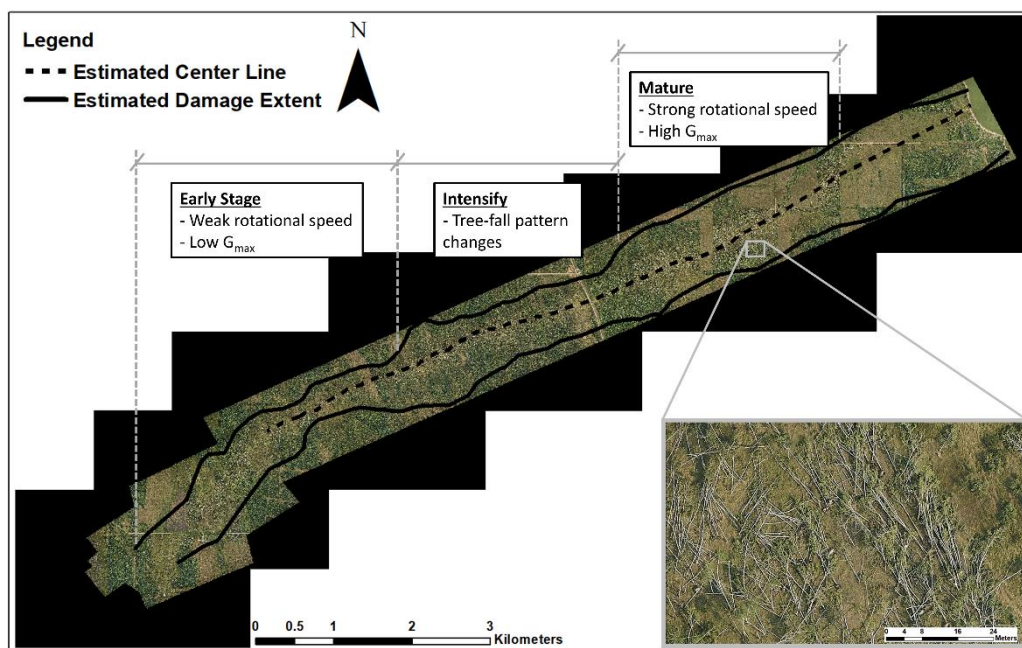 Legend
Estimated Center Line
Estimated Damage Extent
N
Early Stage
- Weak rotational speed
- Low Gmax
Intensify
- Tree-fall pattern
changes
Mature
- Strong rotational speed
- High Gmax
0 0.5 1 2 3
Kilometers
0 4 8 16 24
Meters